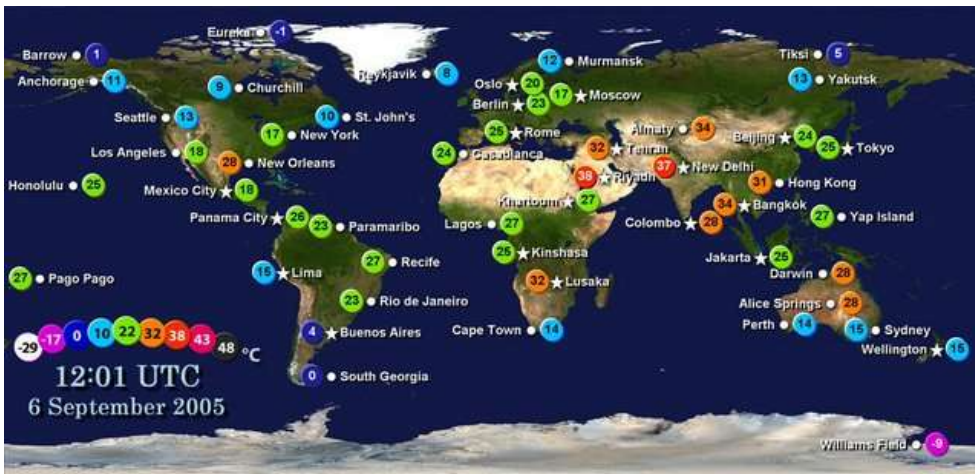 Eureka -1
Barrow 1
Tiksi 5
Anchorage 11
Reykjavik 8
12 Murmansk
13 Yakutsk
9 Churchill
Oslo 20
17 Moscow
Berlin 23
Seattle 13
10 St. John's
17 New York
25 Rome
Almaty 34
Beijing 24
25 Tokyo
Los Angeles 18
28 New Orleans
24 Casablanca
32 Tehran
37 New Delhi
Honolulu 25
Mexico City 18
38 Riyadh
31 Hong Kong
Khartoum 27
34 Bangkok
Panama City 26
23 Paramaribo
Lagos 27
Colombo 28
27 Yap Island
25 Kinshasa
Jakarta 25
27 Recife
27 Pago Pago
15 Lima
32 Lusaka
Darwin 28
23 Rio de Janeiro
Alice Springs 28
4 Buenos Aires
Cape Town 14
Perth 14
15 Sydney
Wellington 15
-29 -17 0 10 22 32 38 43 48 °C
12:01 UTC
0 South Georgia
6 September 2005
Williams Field -9